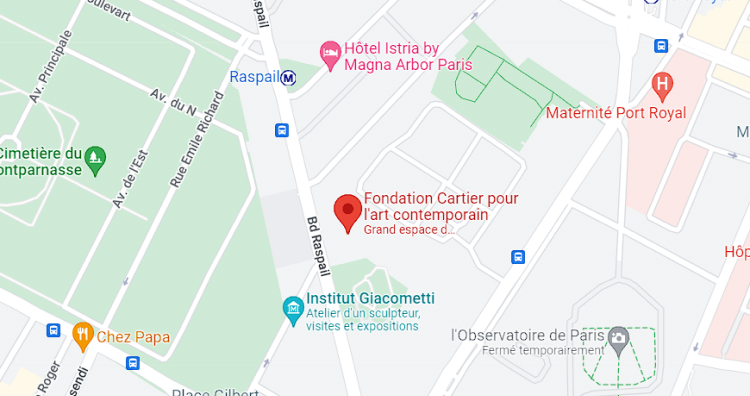 Boulevard
Raspail
Av. Principale
Hôtel Istria by
Magna Arbor Paris
Raspail
Av. du N
Rue Emile Richard
H
Maternité Port Royal
Cimetière du
ontparnasse
Av. de l'Est
Fondation Cartier pour
l'art contemporain
Grand espace d...
Bd Raspail
Hôp
Institut Giacometti
Atelier d'un sculpteur,
visites et expositions
Chez Papa
l'Observatoire de Paris
Fermé temporairement
Roger
sendi
Place Gilbert